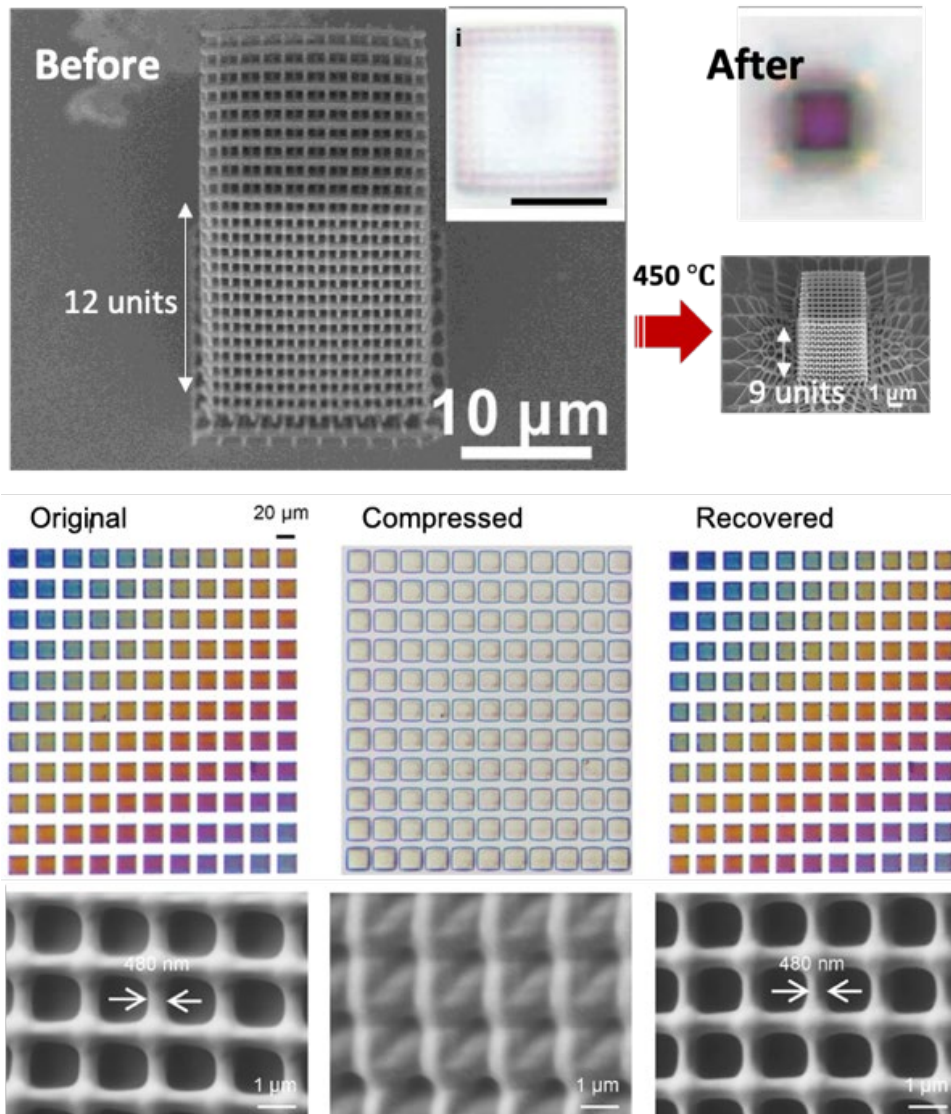 Before
i
After
12 units
450 °C
10 μm
9 units
1 μm
Original
20 μm
Compressed
Recovered
480 nm
480 nm
1 μm
1 μm
1 μm